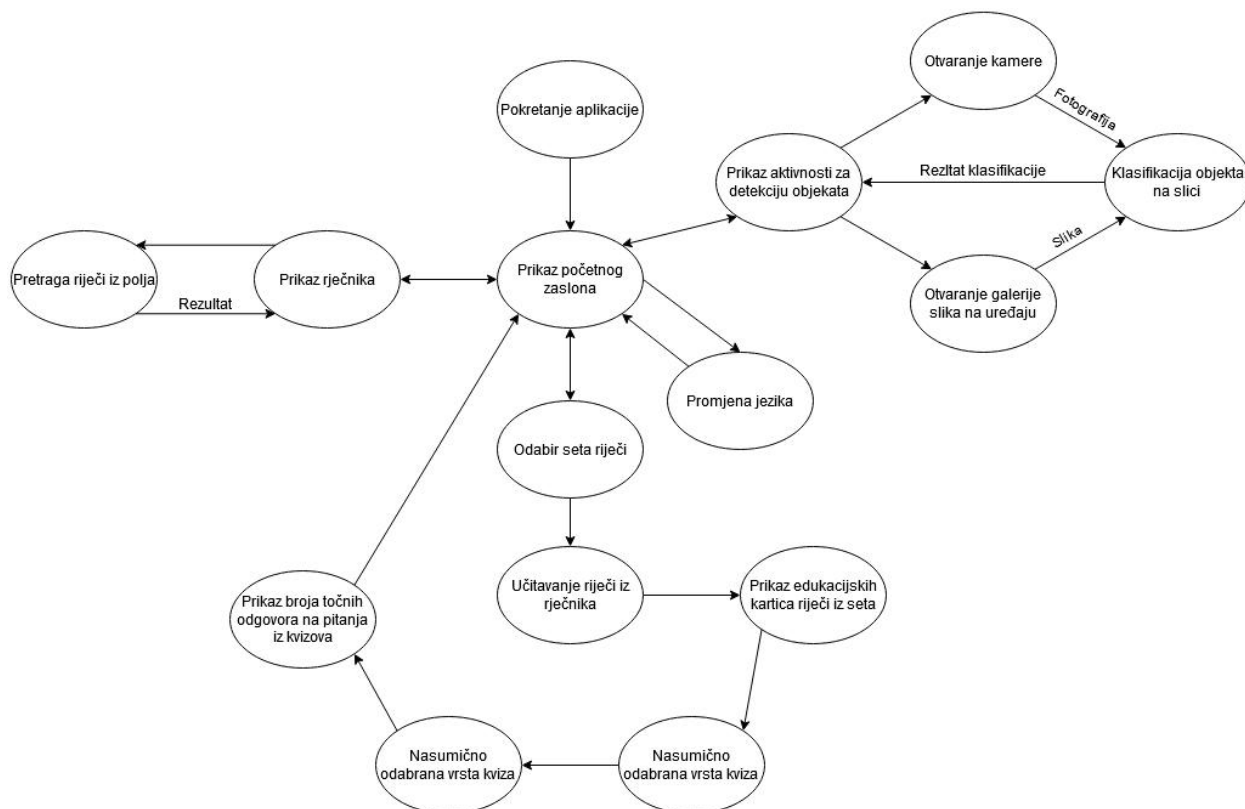 Otvaranje kamere
Pokretanje aplikacije
Fotografija
Prikaz aktivnosti za
detekciju objekata
Rezltat klasifikacije
Klasifikacija objekta
na slici
Slika
Pretraga riječi iz polja
Rezultat
Prikaz rječnika
Prikaz početnog
zaslona
Otvaranje galerije
slika na uređaju
Promjena jezika
Odabir seta riječi
Učitavanje riječi iz
rječnika
Prikaz edukacijskih
kartica riječi iz seta
Prikaz broja točnih
odgovora na pitanja
iz kvizova
Nasumično
odabrana vrsta kviza
Nasumično
odabrana vrsta kviza